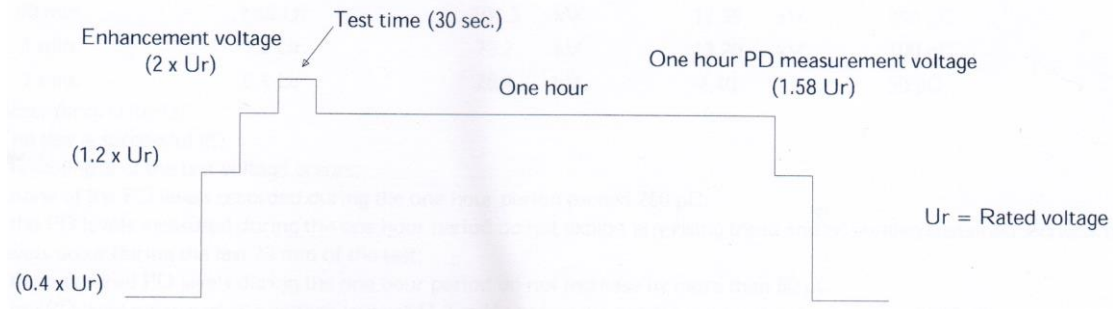 Test time (30 sec.)
Enhancement voltage
(2 x Ur)
One hour PD measurement voltage
(1.58 Ur)
One hour
(1.2 x Ur)
Ur = Rated voltage
(0.4 x Ur)